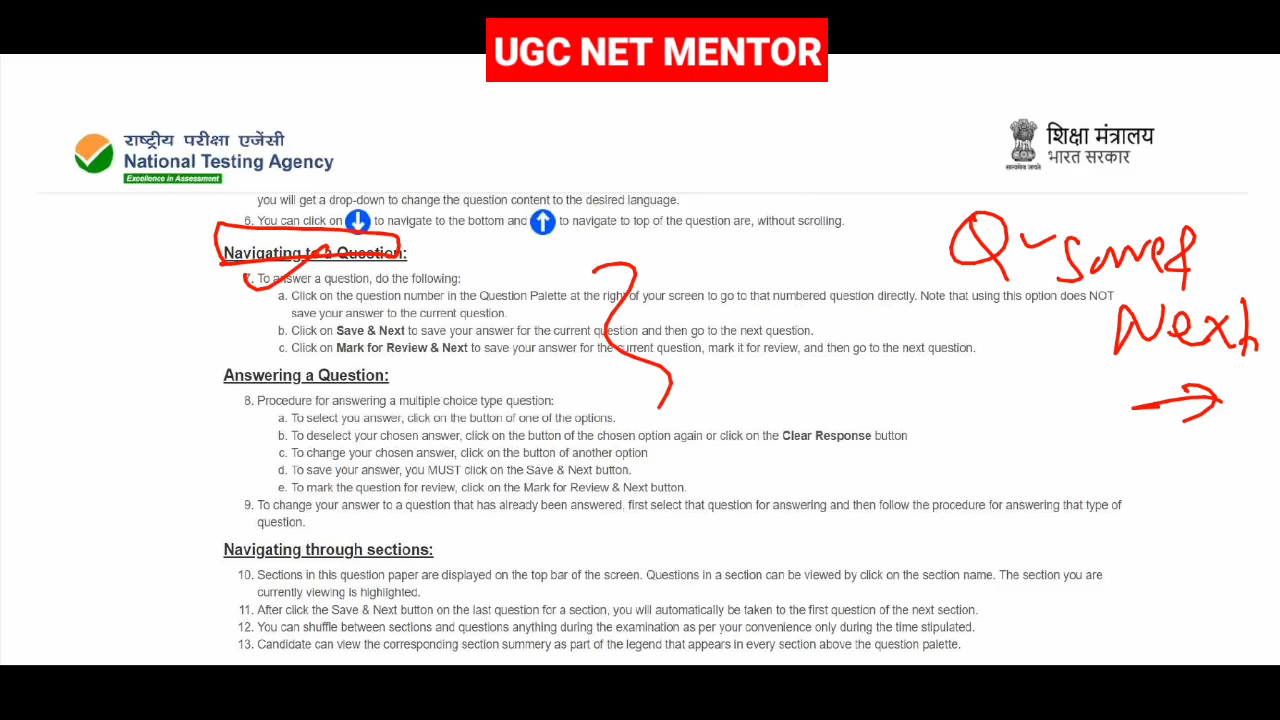 UGC NET MENTOR
राष्ट्रीय परीक्षा एजेंसी
National Testing Agency
Excellence in Assessment
शिक्षा मंत्रालय
भारत सरकार
सत्यमेव जयते
you will get a drop-down to change the question content to the desired language.
6. You can click on ↓ to navigate to the bottom and ↑ to navigate to top of the question are, without scrolling.
Navigating to a Question:
7. To answer a question, do the following:
a. Click on the question number in the Question Palette at the right of your screen to go to that numbered question directly. Note that using this option does NOT
save your answer to the current question.
b. Click on Save & Next to save your answer for the current question and then go to the next question.
c. Click on Mark for Review & Next to save your answer for the current question, mark it for review, and then go to the next question.
Q Save &
Next
→
Answering a Question:
8. Procedure for answering a multiple choice type question:
a. To select you answer, click on the button of one of the options.
b. To deselect your chosen answer, click on the button of the chosen option again or click on the Clear Response button
c. To change your chosen answer, click on the button of another option
d. To save your answer, you MUST click on the Save & Next button.
e. To mark the question for review, click on the Mark for Review & Next button.
9. To change your answer to a question that has already been answered, first select that question for answering and then follow the procedure for answering that type of
question.
Navigating through sections:
10. Sections in this question paper are displayed on the top bar of the screen. Questions in a section can be viewed by click on the section name. The section you are
currently viewing is highlighted.
11. After click the Save & Next button on the last question for a section, you will automatically be taken to the first question of the next section.
12. You can shuffle between sections and questions anything during the examination as per your convenience only during the time stipulated.
13. Candidate can view the corresponding section summery as part of the legend that appears in every section above the question palette.